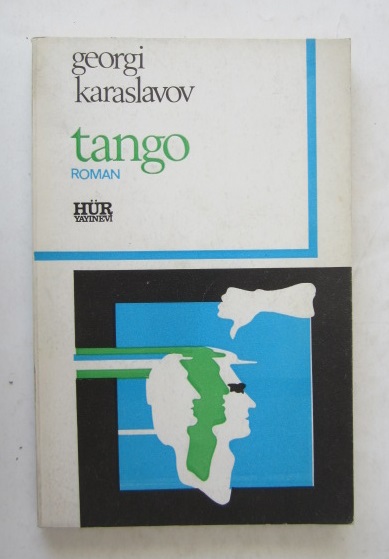 georgi
karaslavov
tango
ROMAN
HÜR
YAYINEVİ